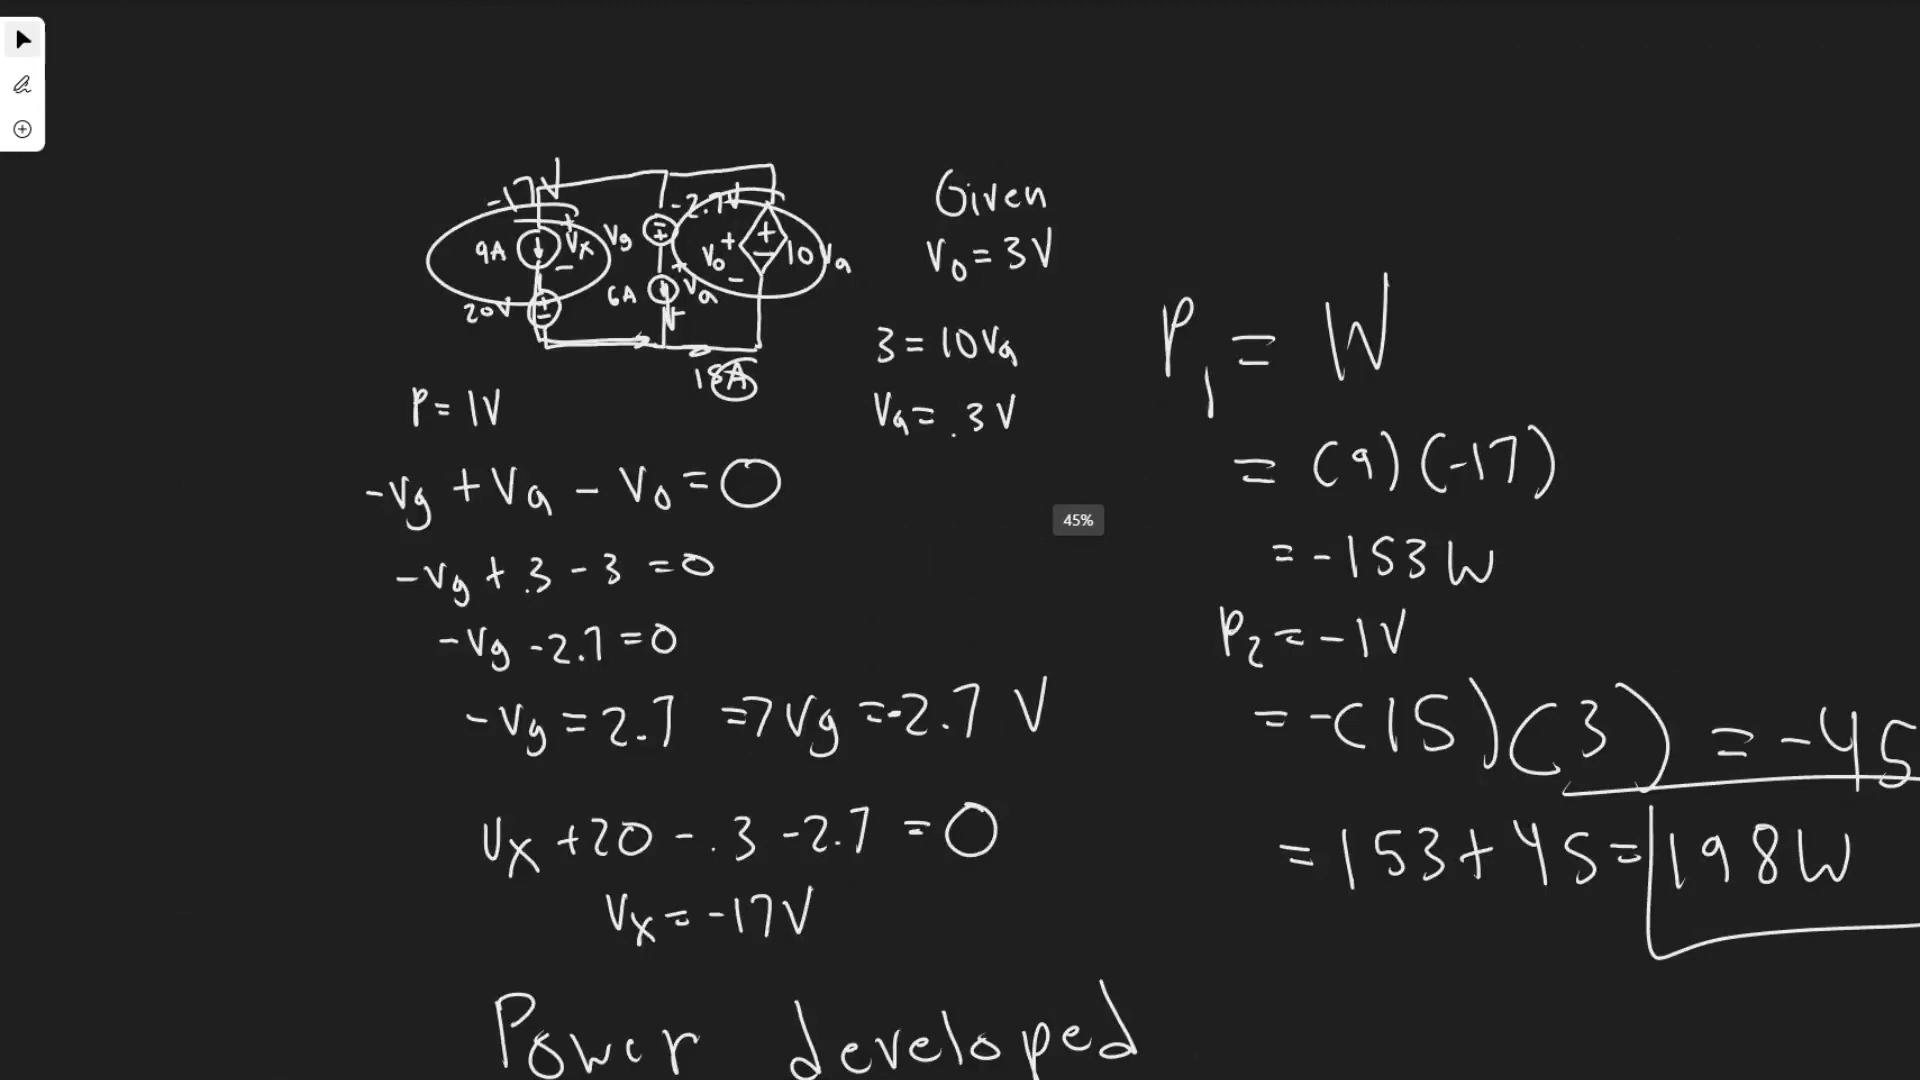 -17V
-2.7V
9A
+
Vx
-
Vg
Vo
+
-
10Va
20V
6A
+
Va
18A
Given
Vo = 3V
3 = 10Va
Va = .3V
P = IV
-Vg + Va - Vo = 0
-Vg + .3 - 3 = 0
-Vg - 2.7 = 0
-Vg = 2.7 => Vg = -2.7 V
Vx + 20 - .3 - 2.7 = 0
Vx = -17V
Power developed
P1 = IV
= (9)(-17)
= -153W
P2 = -IV
= -(15)(3) = -45
= 153 + 45 = 198W
45%